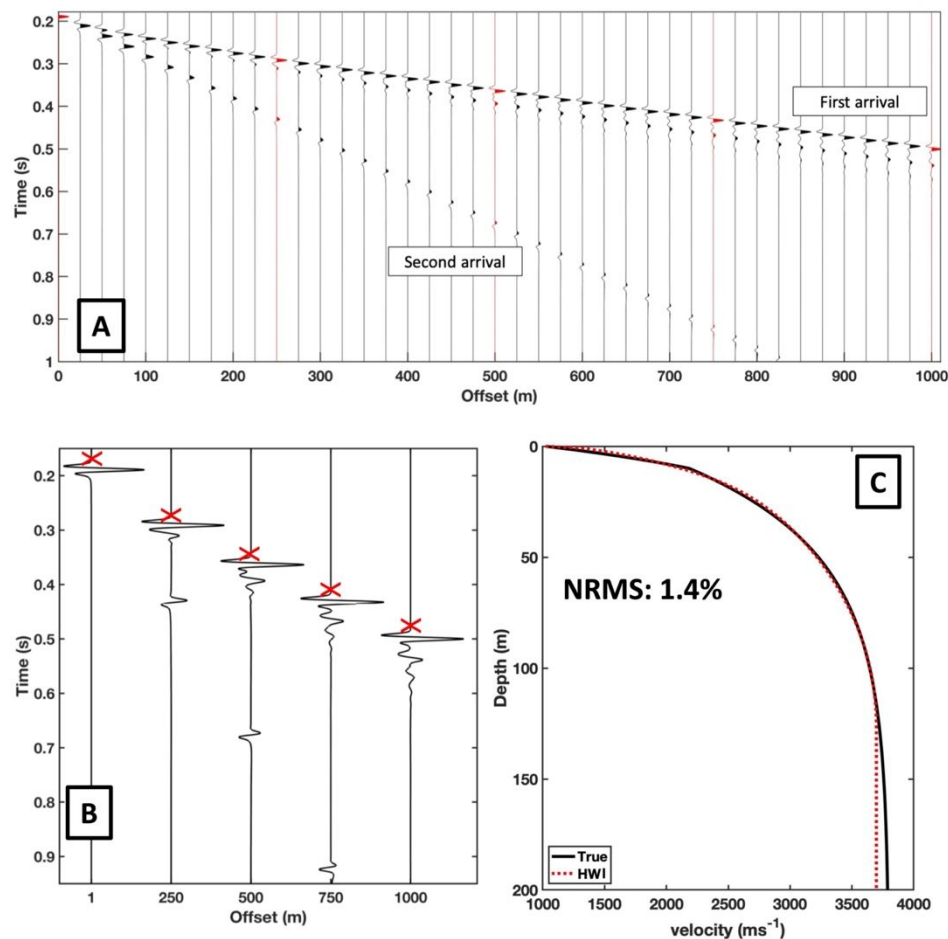 0.2
0.3
0.4
0.5
0.6
0.7
0.8
0.9
1
Time (s)
First arrival
Second arrival
A
0 100 200 300 400 500 600 700 800 900 1000
Offset (m)
0.2
0.3
0.4
0.5
0.6
0.7
0.8
0.9
Time (s)
B
1 250 500 750 1000
Offset (m)
0
50
100
150
200
Depth (m)
C
NRMS: 1.4%
True
HWI
1000 1500 2000 2500 3000 3500 4000
velocity (ms⁻¹)